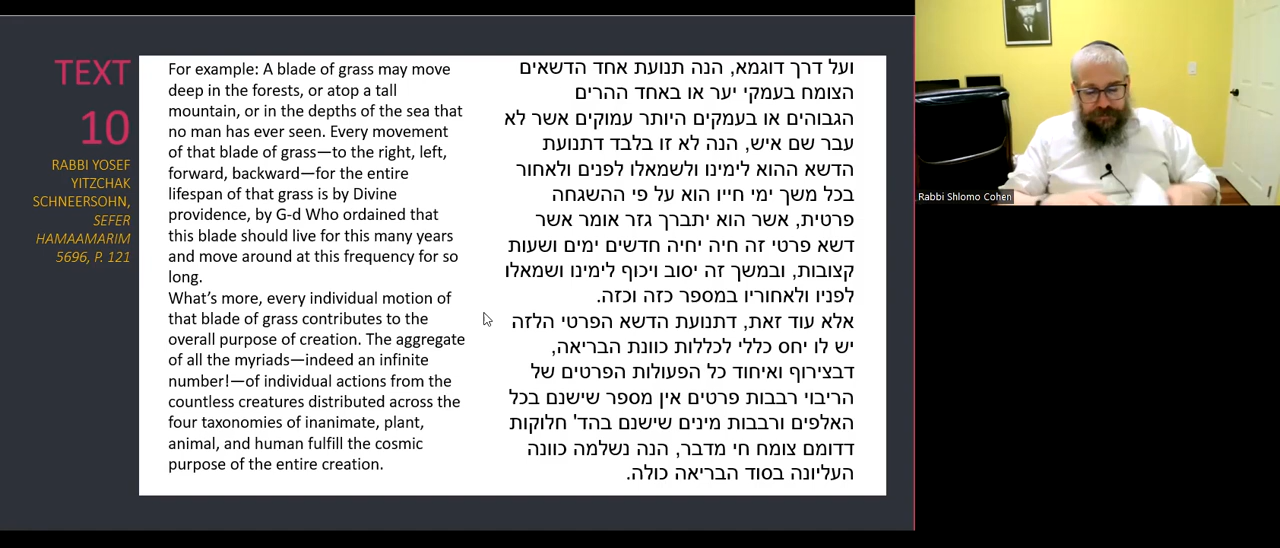 TEXT
10
RABBI YOSEF
YITZCHAK
SCHNEERSOHN,
SEFER
HAMAAMARIM
5696, P. 121
For example: A blade of grass may move
deep in the forests, or atop a tall
mountain, or in the depths of the sea that
no man has ever seen. Every movement
of that blade of grass—to the right, left,
forward, backward—for the entire
lifespan of that grass is by Divine
providence, by G-d Who ordained that
this blade should live for this many years
and move around at this frequency for so
long.
What's more, every individual motion of
that blade of grass contributes to the
overall purpose of creation. The aggregate
of all the myriads—indeed an infinite
number!—of individual actions from the
countless creatures distributed across the
four taxonomies of inanimate, plant,
animal, and human fulfill the cosmic
purpose of the entire creation.
ועל דרך דוגמא, הנה תנועת אחד הדשאים
הצומח בעמקי יער או באחד ההרים
הגבוהים או בעמקים היותר עמוקים אשר לא
עבר שם איש, הנה לא זו בלבד דתנועת
הדשא ההוא לימינו ולשמאלו לפנים ולאחור
בכל משך ימי חייו הוא על פי ההשגחה
פרטית, אשר הוא יתברך גזר אומר אשר
דשא פרטי זה חיה יחיה חדשים ימים ושעות
קצובות, ובמשך זה יסוב ויכוף לימינו ושמאלו
לפניו ולאחוריו במספר כזה וכזה.
אלא עוד זאת, דתנועת הדשא הפרטי הלזה
יש לו יחס כללי לכללות כוונת הבריאה,
דבצירוף ואיחוד כל הפעולות הפרטים של
הריבוי רבבות פרטים אין מספר שישנם בכל
האלפים ורבבות מינים שישנם בהד' חלוקות
דדומם צומח חי מדבר, הנה נשלמה כוונה
העליונה בסוד הבריאה כולה.
Rabbi Shlomo Cohen